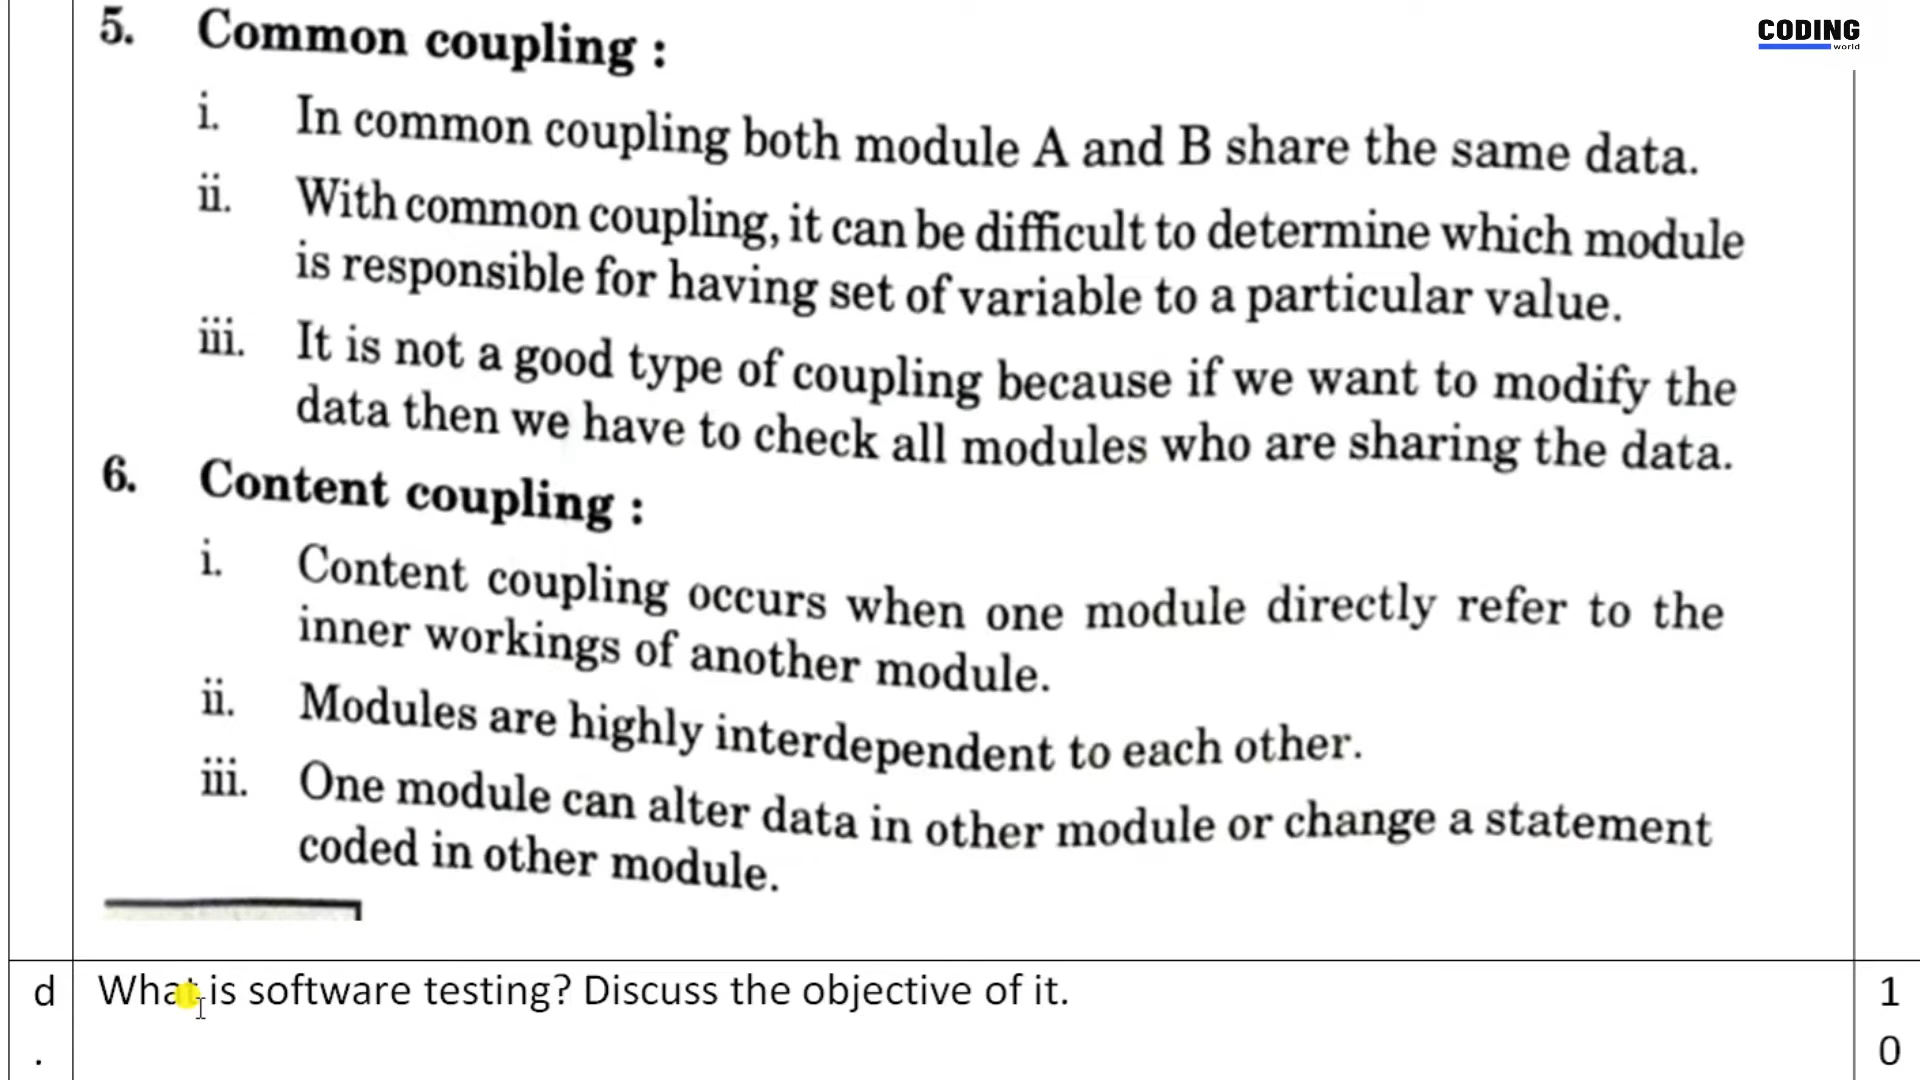 CODING
world
5. Common coupling :
i. In common coupling both module A and B share the same data.
ii. With common coupling, it can be difficult to determine which module
is responsible for having set of variable to a particular value.
iii. It is not a good type of coupling because if we want to modify the
data then we have to check all modules who are sharing the data.
6. Content coupling :
i. Content coupling occurs when one module directly refer to the
inner workings of another module.
ii. Modules are highly interdependent to each other.
iii. One module can alter data in other module or change a statement
coded in other module.
d What is software testing? Discuss the objective of it. 1
. 0